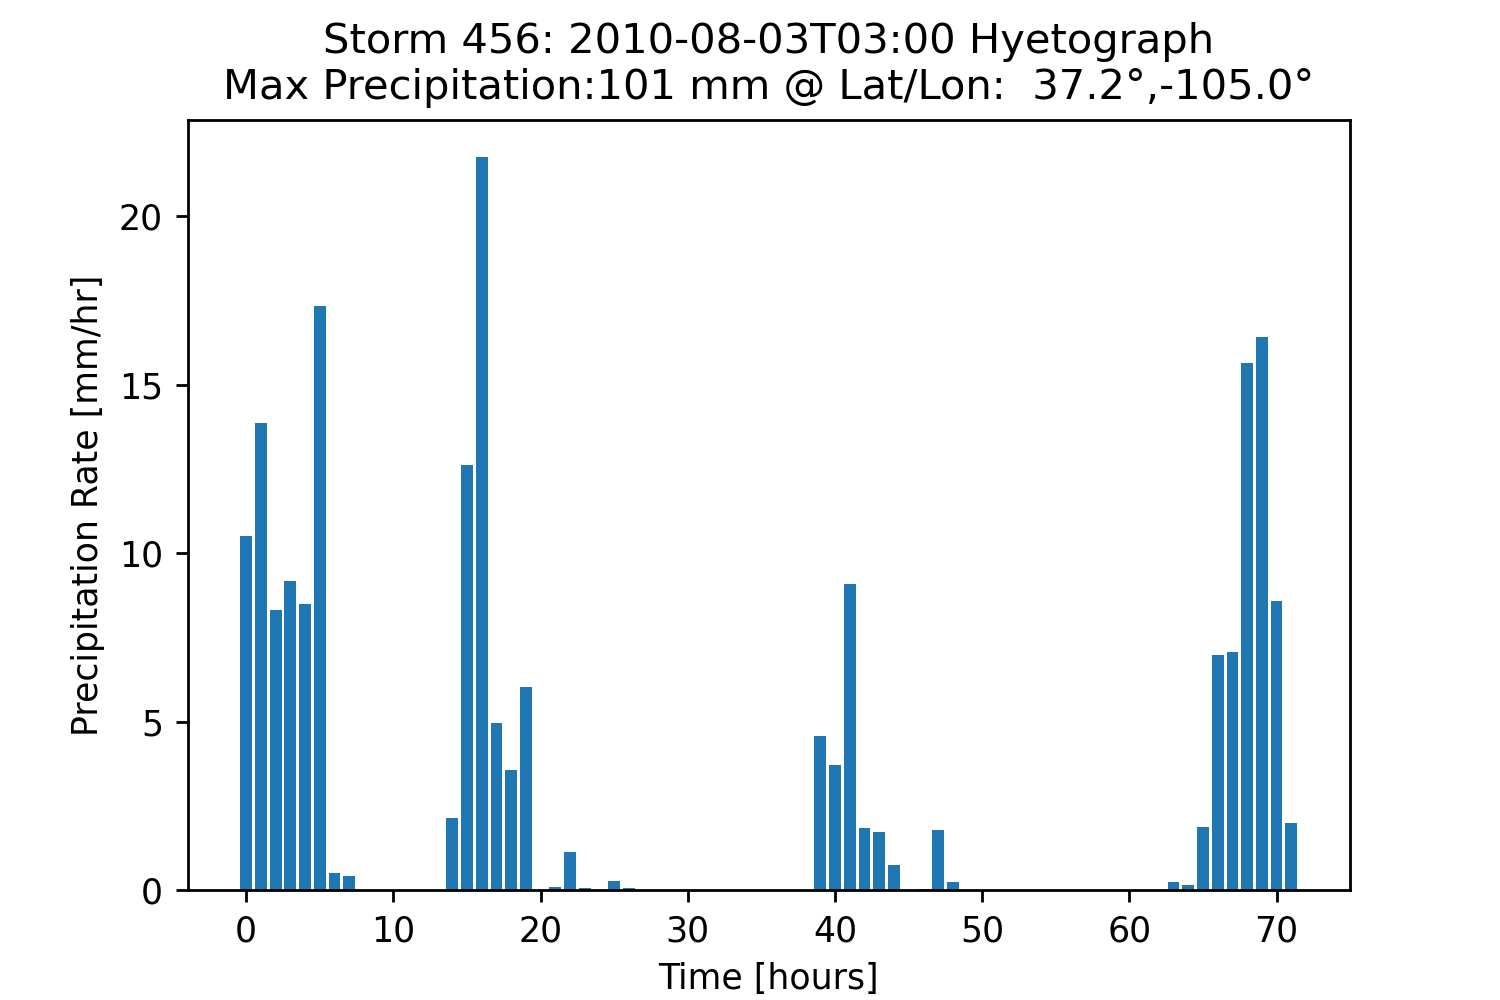 Storm 456: 2010-08-03T03:00 Hyetograph
Max Precipitation:101 mm @ Lat/Lon:  37.2°,-105.0°
Precipitation Rate [mm/hr]
20
15
10
5
0
0 10 20 30 40 50 60 70
Time [hours]